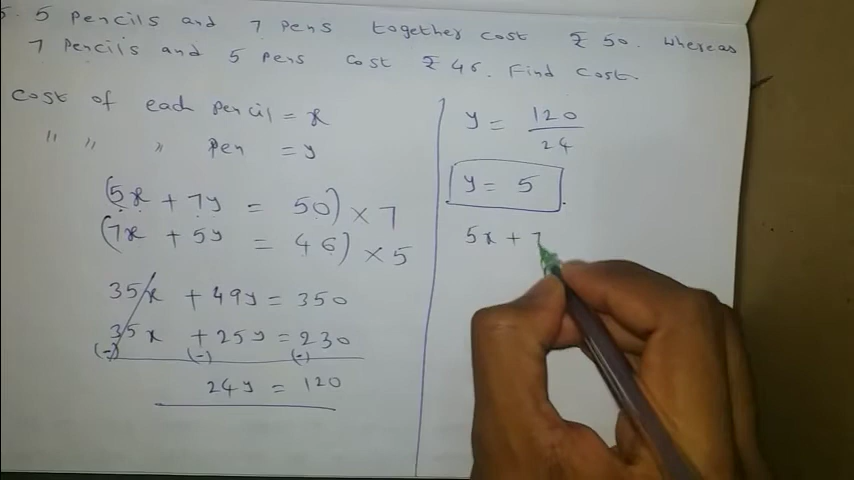 5. 5 Pencils and 7 Pens together cost ₹ 50. Whereas
7 Pencils and 5 Pens cost ₹ 46. Find cost.
Cost of each Pencil = x
" " " Pen = y
(5x + 7y = 50) × 7
(7x + 5y = 46) × 5
35x + 49y = 350
35x + 25y = 230
(-) (-) (-)
24y = 120
y = 120
24
y = 5
5x + 7